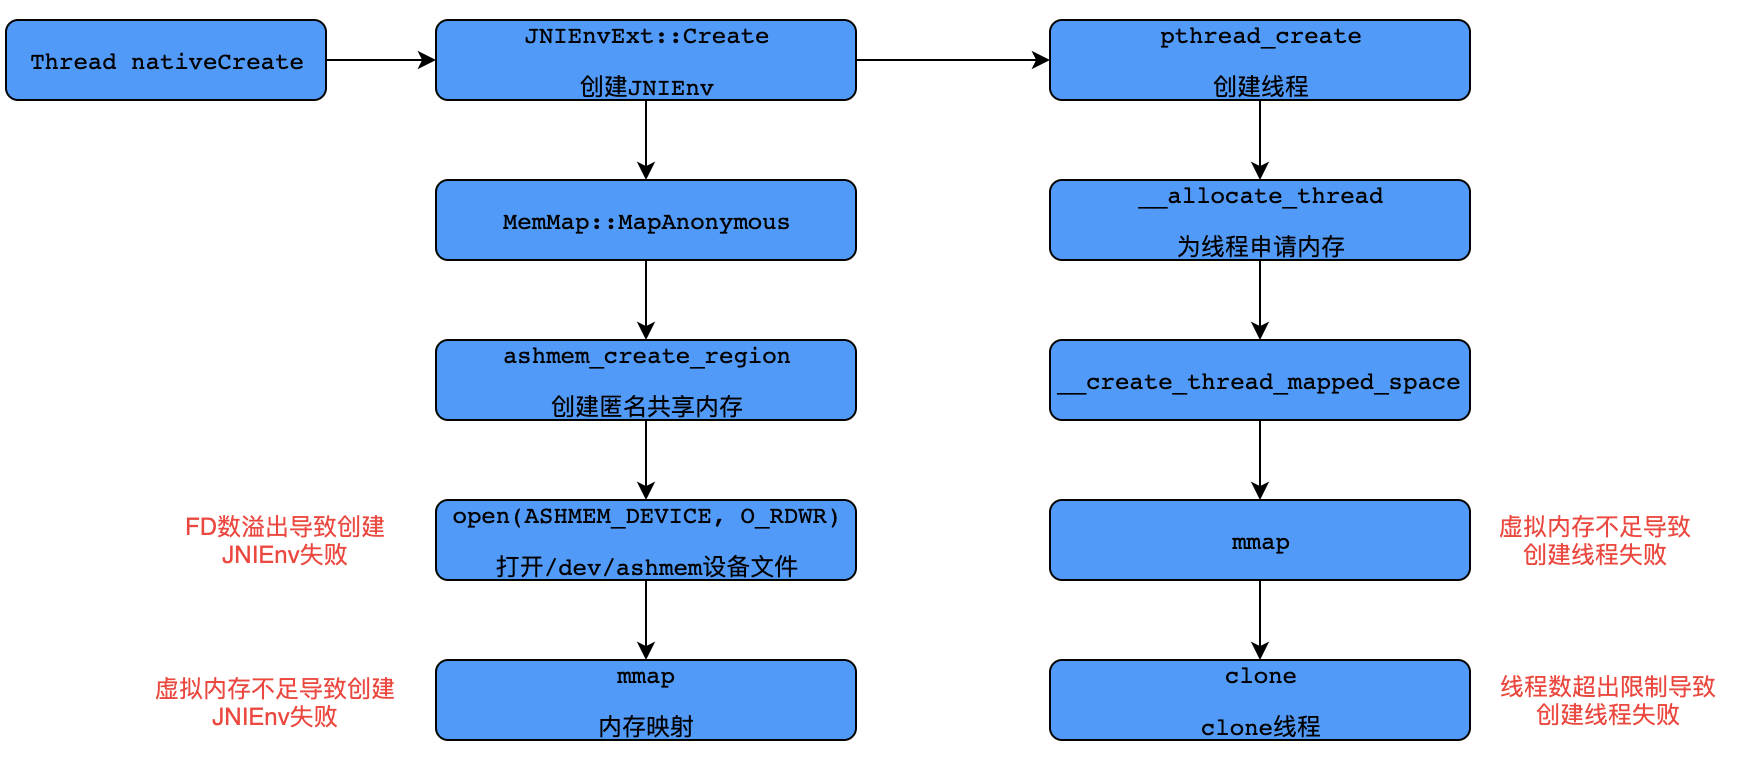 Thread nativeCreate
JNIEnvExt::Create
创建JNIEnv
pthread_create
创建线程
MemMap::MapAnonymous
__allocate_thread
为线程申请内存
ashmem_create_region
创建匿名共享内存
__create_thread_mapped_space
FD数溢出导致创建
JNIEnv失败
open(ASHMEM_DEVICE, O_RDWR)
打开/dev/ashmem设备文件
mmap
虚拟内存不足导致
创建线程失败
虚拟内存不足导致创建
JNIEnv失败
mmap
内存映射
clone
clone线程
线程数超出限制导致
创建线程失败